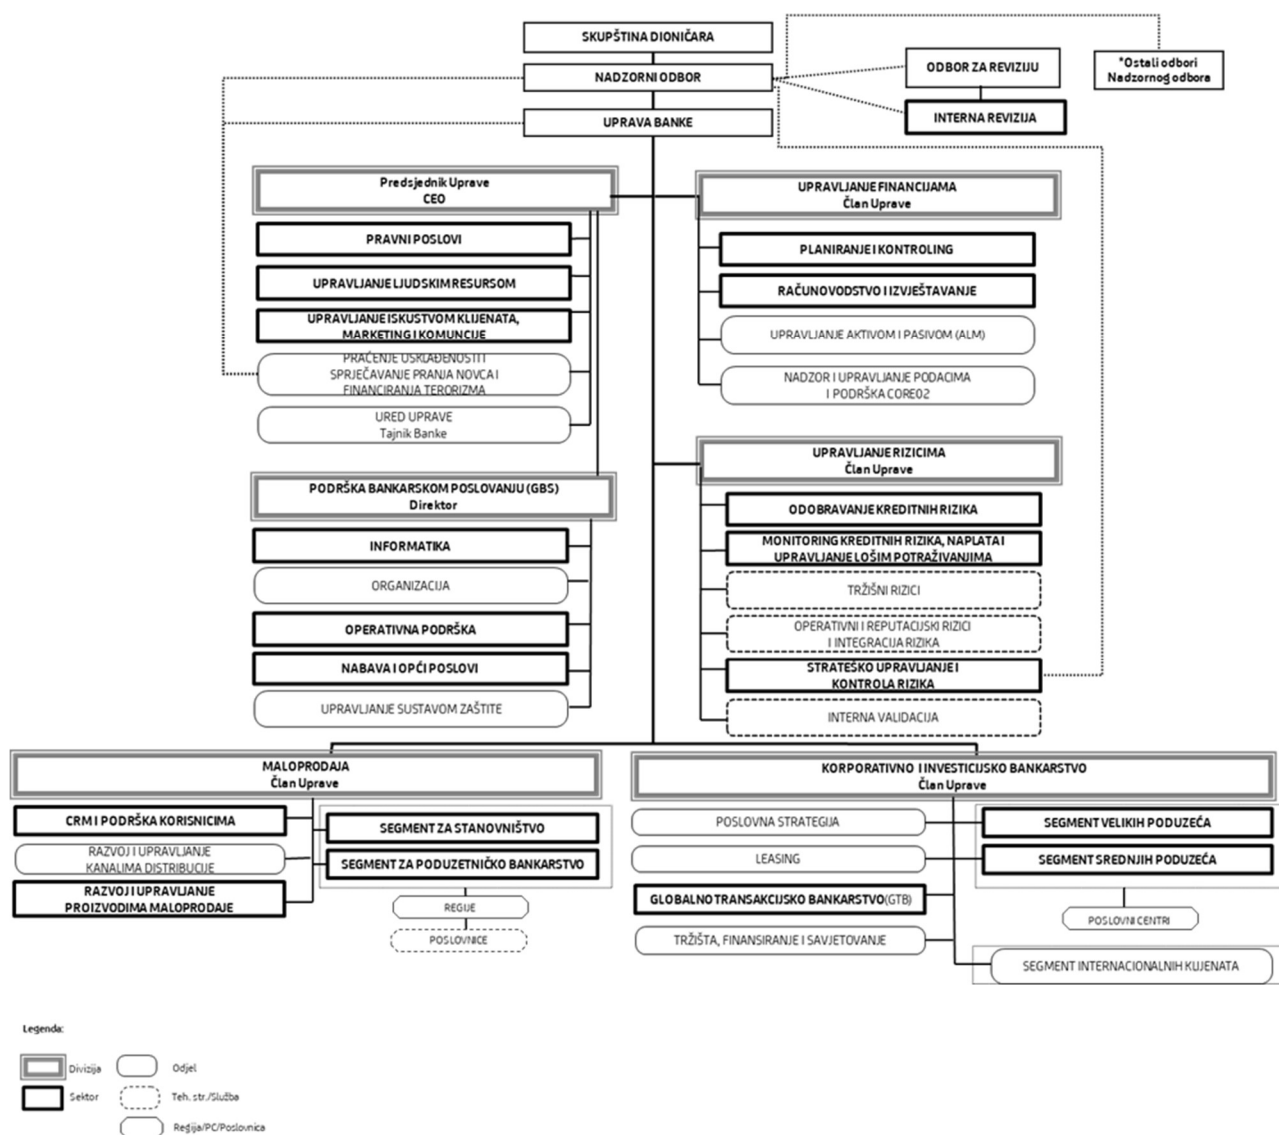 SKUPŠTINA DIONIČARA
NADZORNI ODBOR
UPRAVA BANKE
ODBOR ZA REVIZIJU
INTERNA REVIZIJA
*Ostali odbori
Nadzornog odbora
Predsjednik Uprave
CEO
PRAVNI POSLOVI
UPRAVLJANJE LJUDSKIM RESURSOM
UPRAVLJANJE ISKUSTVOM KLIJENATA,
MARKETING I KOMUNCIJE
PRAĆENJE USKLAĐENOSTI I
SPRJEČAVANJE PRANJA NOVCA I
FINANCIRANJA TERORIZMA
URED UPRAVE
Tajnik Banke
UPRAVLJANJE FINANCIJAMA
Član Uprave
PLANIRANJE I KONTROLING
RAČUNOVODSTVO I IZVJEŠTAVANJE
UPRAVLJANJE AKTIVOM I PASIVOM (ALM)
NADZOR I UPRAVLJANJE PODACIMA
I PODRŠKA CORE02
PODRŠKA BANKARSKOM POSLOVANJU (GBS)
Direktor
INFORMATIKA
ORGANIZACIJA
OPERATIVNA PODRŠKA
NABAVA I OPĆI POSLOVI
UPRAVLJANJE SUSTAVOM ZAŠTITE
UPRAVLJANJE RIZICIMA
Član Uprave
ODOBRAVANJE KREDITNIH RIZIKA
MONITORING KREDITNIH RIZIKA, NAPLATA I
UPRAVLJANJE LOŠIM POTRAŽIVANJIMA
TRŽIŠNI RIZICI
OPERATIVNI I REPUTACIJSKI RIZICI
I INTEGRACIJA RIZIKA
STRATEŠKO UPRAVLJANJE I
KONTROLA RIZIKA
INTERNA VALIDACIJA
MALOPRODAJA
Član Uprave
CRM I PODRŠKA KORISNICIMA
RAZVOJ I UPRAVLJANJE
KANALIMA DISTRIBUCIJE
RAZVOJ I UPRAVLJANJE
PROIZVODIMA MALOPRODAJE
SEGMENT ZA STANOVNIŠTVO
SEGMENT ZA PODUZETNIČKO BANKARSTVO
REGIJE
POSLOVNICE
KORPORATIVNO I INVESTICIJSKO BANKARSTVO
Član Uprave
POSLOVNA STRATEGIJA
LEASING
GLOBALNO TRANSAKCIJSKO BANKARSTVO(GTB)
TRŽIŠTA, FINANSIRANJE I SAVJETOVANJE
SEGMENT VELIKIH PODUZEĆA
SEGMENT SREDNJIH PODUZEĆA
POSLOVNI CENTRI
SEGMENT INTERNACIONALNIH KLIJENATA
Legenda:
Divizija
Odjel
Sektor
Teh. str./Služba
Regija/PC/Poslovnica